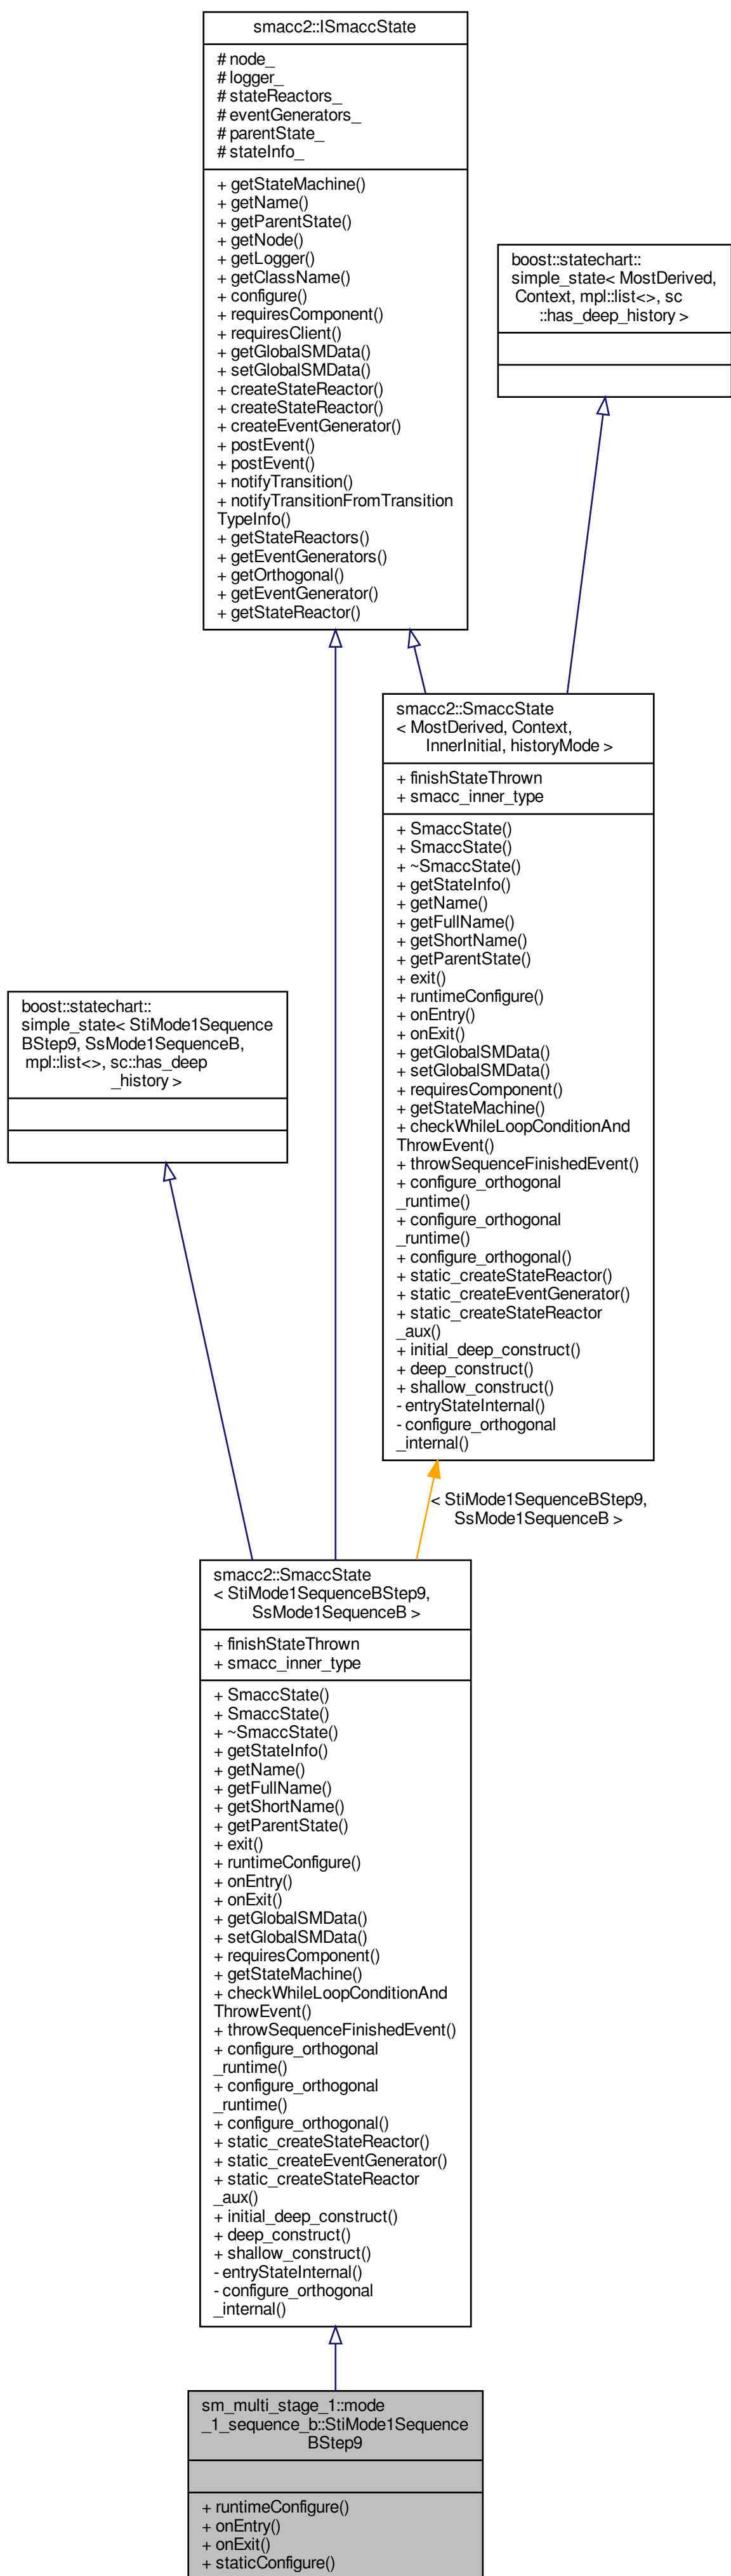 smacc2::ISmaccState
# node_
# logger_
# stateReactors_
# eventGenerators_
# parentState_
# stateInfo_
+ getStateMachine()
+ getName()
+ getParentState()
+ getNode()
+ getLogger()
+ getClassName()
+ configure()
+ requiresComponent()
+ requiresClient()
+ getGlobalSMData()
+ setGlobalSMData()
+ createStateReactor()
+ createStateReactor()
+ createEventGenerator()
+ postEvent()
+ postEvent()
+ notifyTransition()
+ notifyTransitionFromTransition
TypeInfo()
+ getStateReactors()
+ getEventGenerators()
+ getOrthogonal()
+ getEventGenerator()
+ getStateReactor()
boost::statechart::
simple_state< MostDerived,
Context, mpl::list<>, sc
::has_deep_history >
smacc2::SmaccState
< MostDerived, Context,
InnerInitial, historyMode >
+ finishStateThrown
+ smacc_inner_type
+ SmaccState()
+ SmaccState()
+ ~SmaccState()
+ getStateInfo()
+ getName()
+ getFullName()
+ getShortName()
+ getParentState()
+ exit()
+ runtimeConfigure()
+ onEntry()
+ onExit()
+ getGlobalSMData()
+ setGlobalSMData()
+ requiresComponent()
+ getStateMachine()
+ checkWhileLoopConditionAnd
ThrowEvent()
+ throwSequenceFinishedEvent()
+ configure_orthogonal
_runtime()
+ configure_orthogonal
_runtime()
+ configure_orthogonal()
+ static_createStateReactor()
+ static_createEventGenerator()
+ static_createStateReactor
_aux()
+ initial_deep_construct()
+ deep_construct()
+ shallow_construct()
- entryStateInternal()
- configure_orthogonal
_internal()
boost::statechart::
simple_state< StiMode1Sequence
BStep9, SsMode1SequenceB,
mpl::list<>, sc::has_deep
_history >
< StiMode1SequenceBStep9,
SsMode1SequenceB >
smacc2::SmaccState
< StiMode1SequenceBStep9,
SsMode1SequenceB >
+ finishStateThrown
+ smacc_inner_type
+ SmaccState()
+ SmaccState()
+ ~SmaccState()
+ getStateInfo()
+ getName()
+ getFullName()
+ getShortName()
+ getParentState()
+ exit()
+ runtimeConfigure()
+ onEntry()
+ onExit()
+ getGlobalSMData()
+ setGlobalSMData()
+ requiresComponent()
+ getStateMachine()
+ checkWhileLoopConditionAnd
ThrowEvent()
+ throwSequenceFinishedEvent()
+ configure_orthogonal
_runtime()
+ configure_orthogonal
_runtime()
+ configure_orthogonal()
+ static_createStateReactor()
+ static_createEventGenerator()
+ static_createStateReactor
_aux()
+ initial_deep_construct()
+ deep_construct()
+ shallow_construct()
- entryStateInternal()
- configure_orthogonal
_internal()
sm_multi_stage_1::mode
_1_sequence_b::StiMode1Sequence
BStep9
+ runtimeConfigure()
+ onEntry()
+ onExit()
+ staticConfigure()